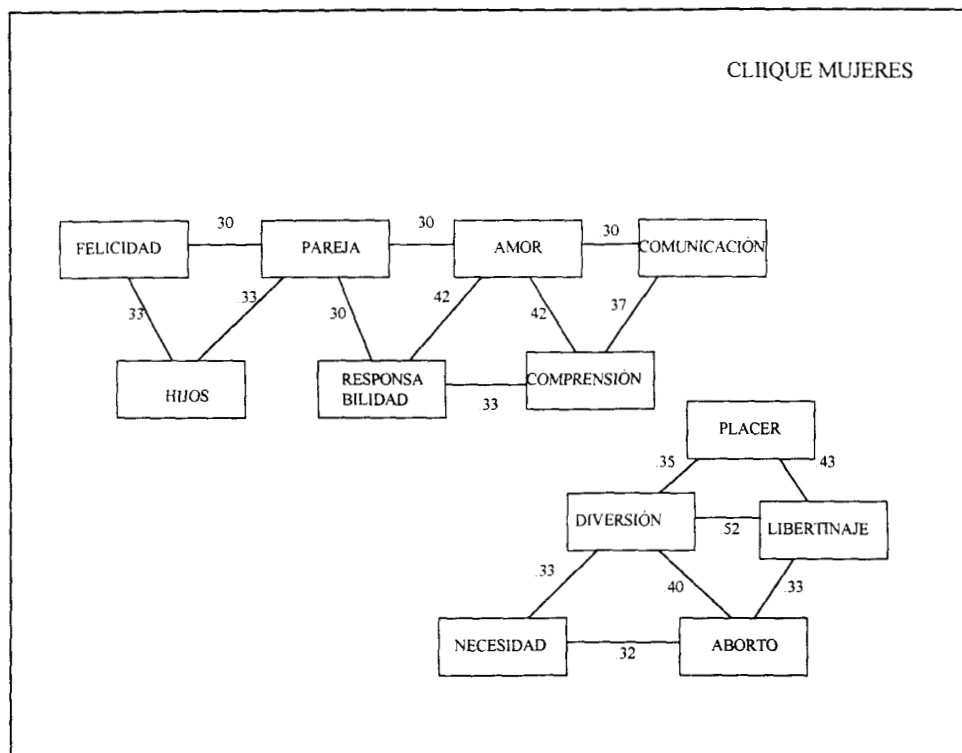 CLIIQUE MUJERES
30 30 30
FELICIDAD PAREJA AMOR COMUNICACIÓN
33 33 30 42 42 37
HIJOS
RESPONSA
BILIDAD
COMPRENSIÓN
.33
PLACER
.35 .43
DIVERSIÓN
.52
LIBERTINAJE
.33 .40 .33
NECESIDAD
.32
ABORTO